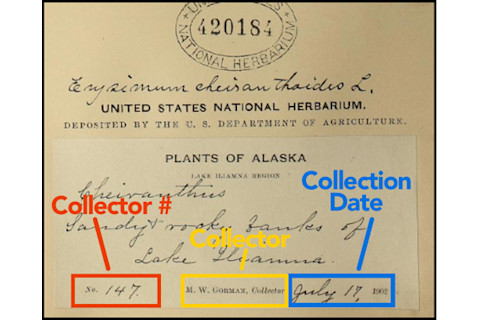 UNITED STATES
420184
NATIONAL HERBARIUM
Erysimum cheiranthoides L.
UNITED STATES NATIONAL HERBARIUM.
DEPOSITED BY THE U. S. DEPARTMENT OF AGRICULTURE.
PLANTS OF ALASKA
LAKE ILIAMNA REGION
Cheiranthus
Collector #
Collection
Date
Sandy & rocky banks of
Collector
Lake Iliamna.
No. 147.
M. W. GORMAN, Collector
July 17, 1902